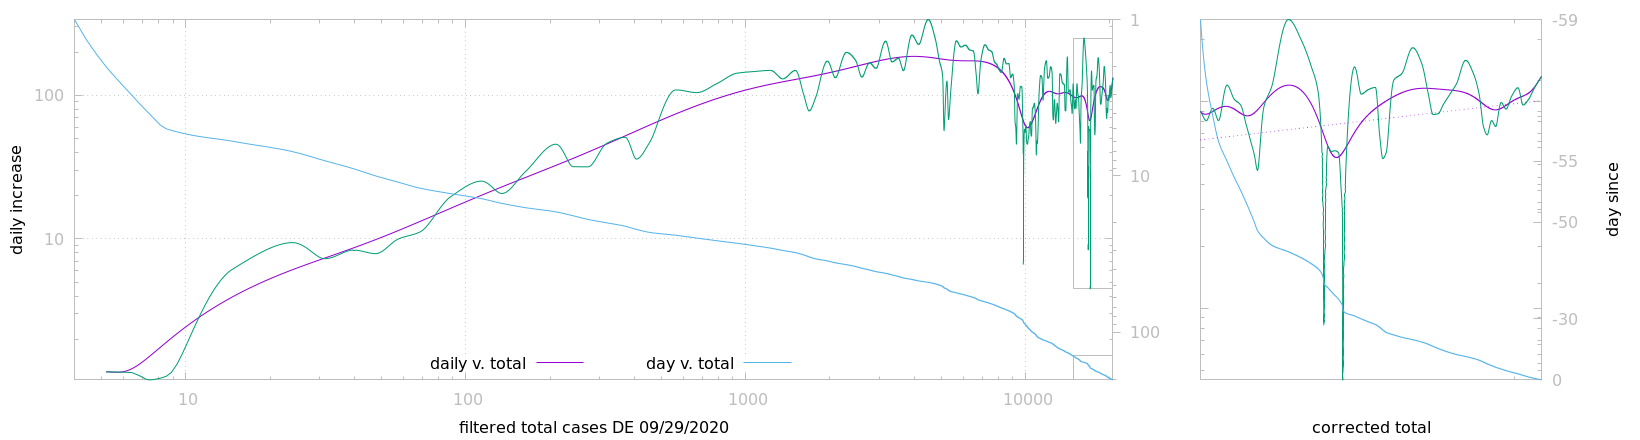 daily increase
100
10
1
10
100
daily v. total
day v. total
10
100
1000
10000
filtered total cases DE 09/29/2020
-59
-55
-50
-30
0
day since
corrected total